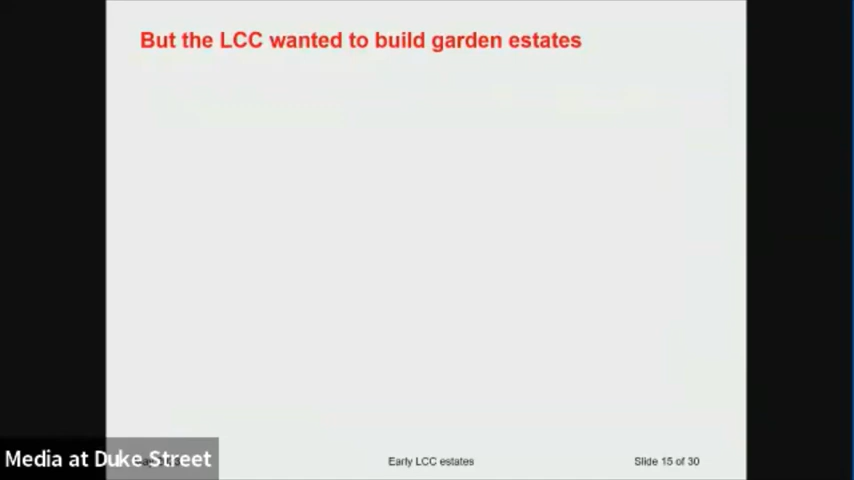 But the LCC wanted to build garden estates
Media at Duke Street
Early LCC estates
Slide 15 of 30